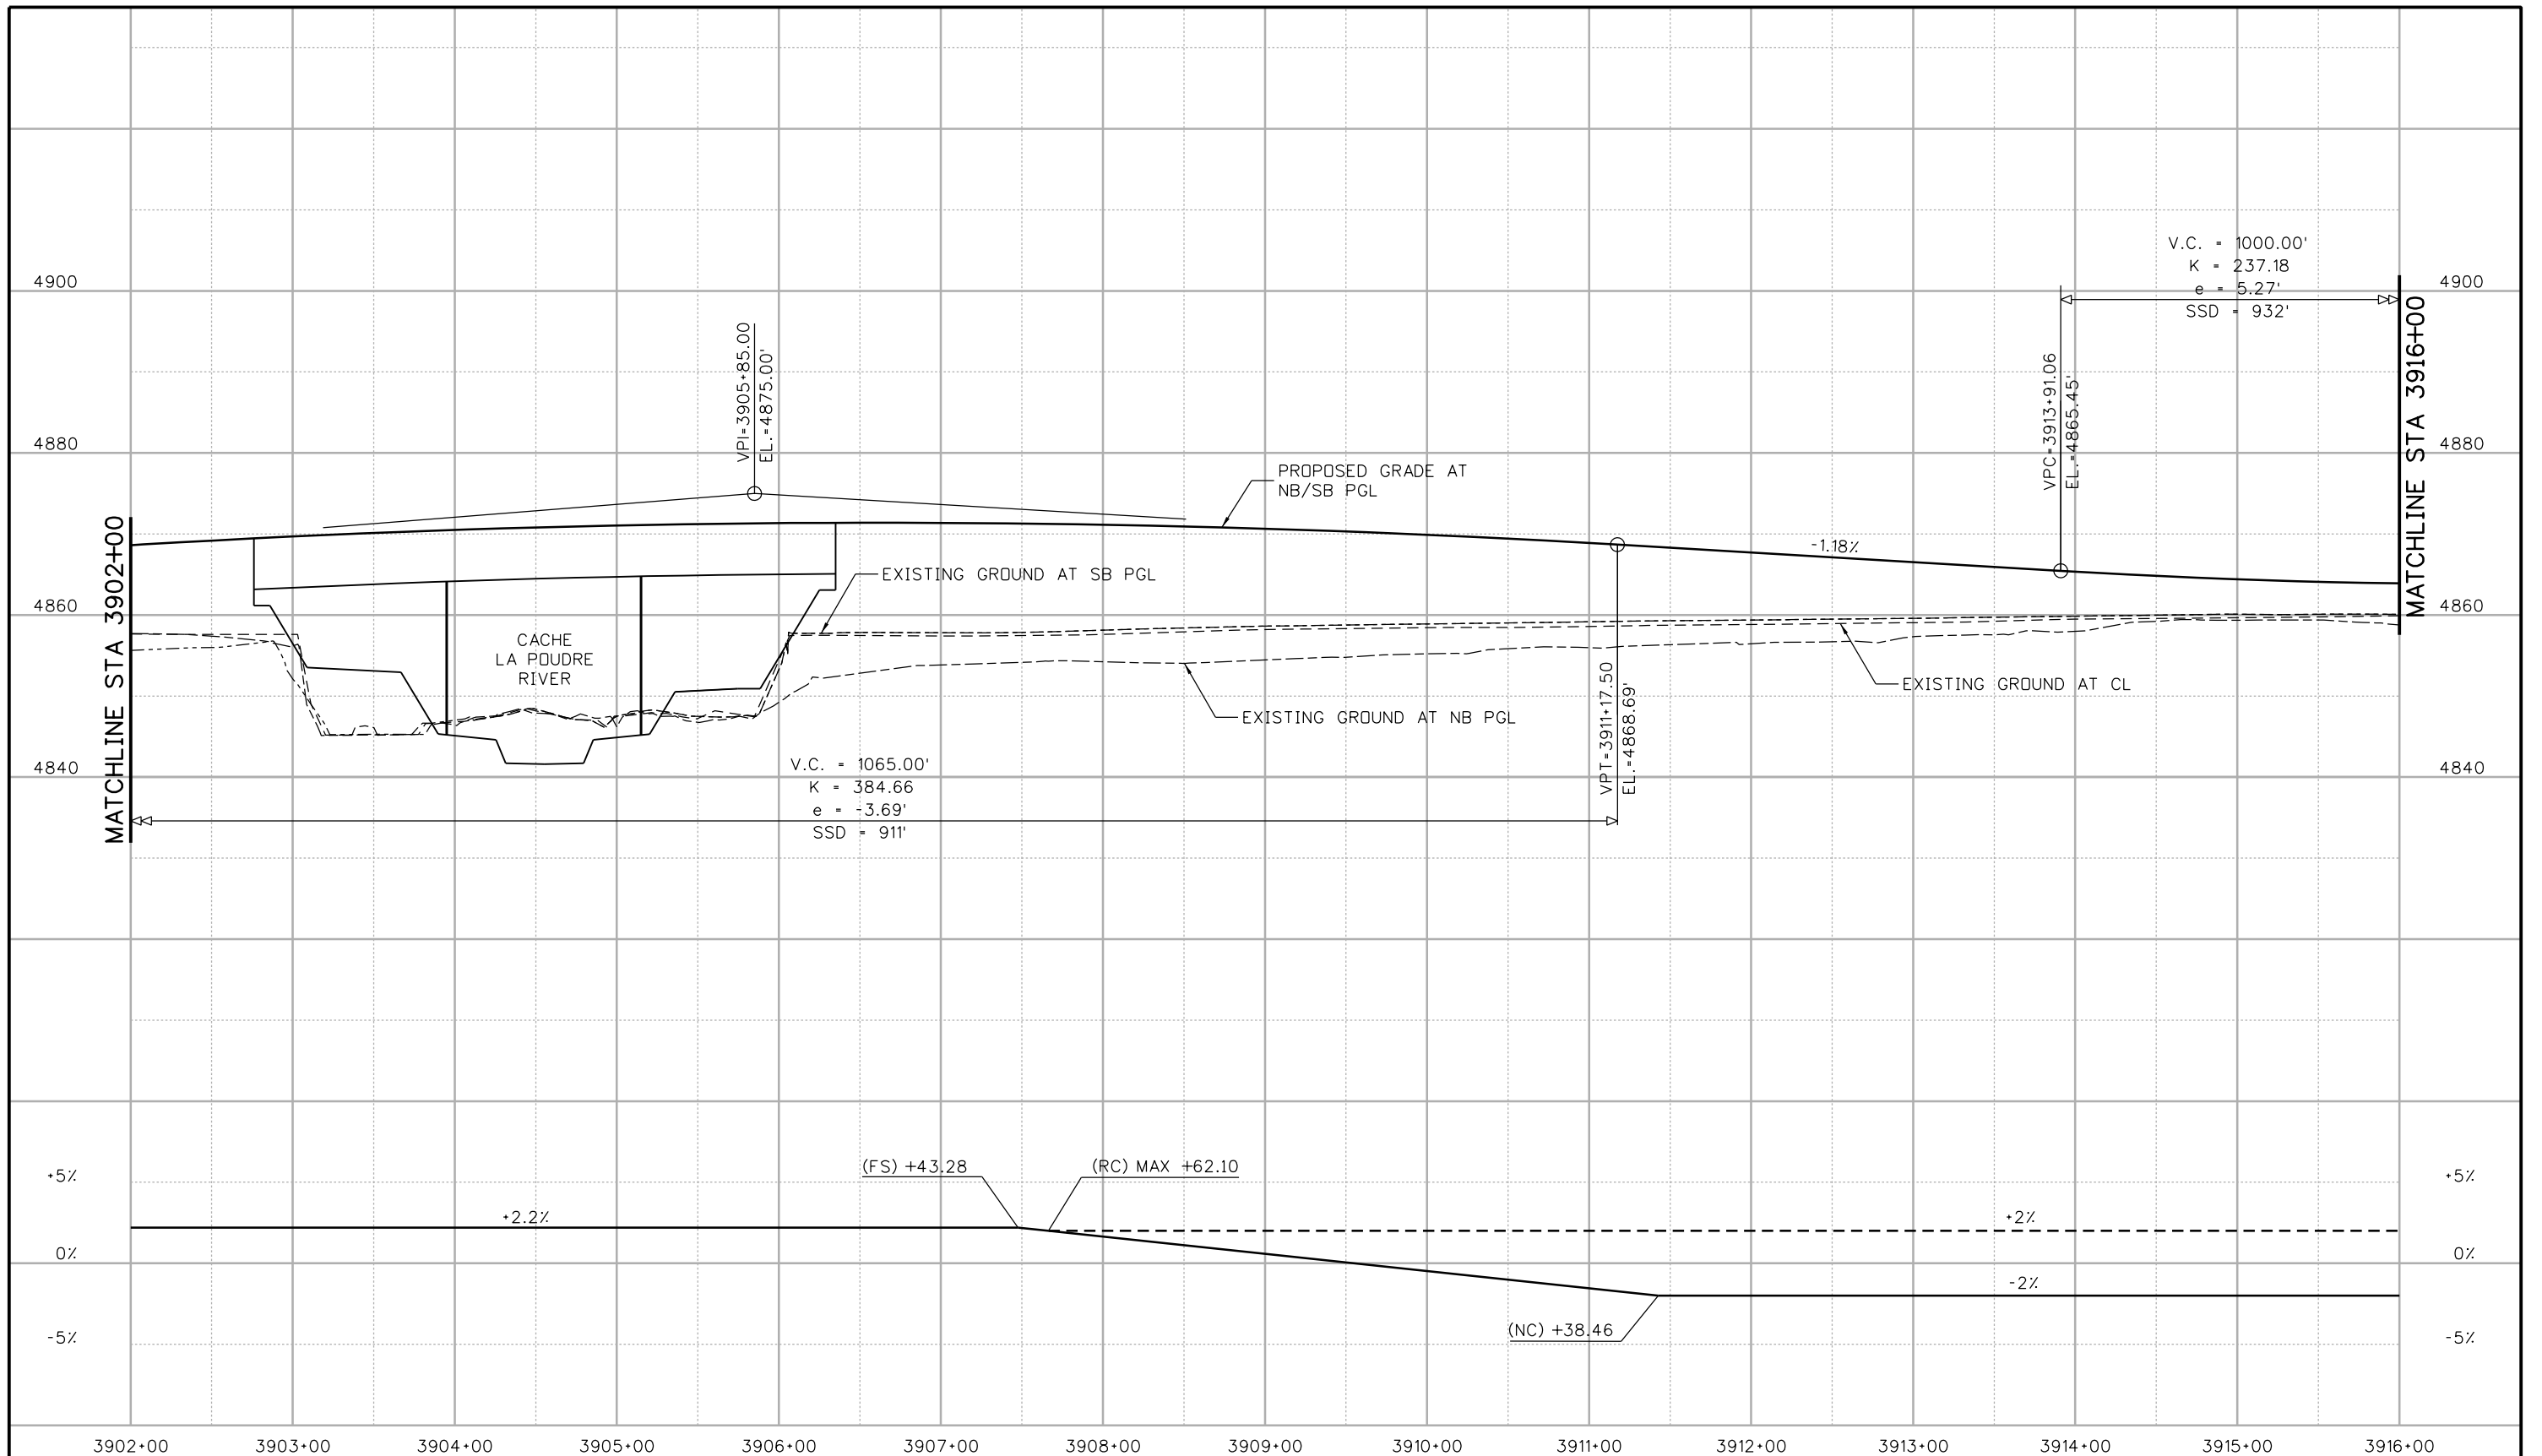 V.C. = 1000.00'
K = 237.18
e = 5.27'
SSD = 932'
4900
4900
MATCHLINE STA 3916+00
VPI=3905+85.00
EL.=4875.00'
VPC=3913+91.06
EL.=4865.45'
4880
4880
PROPOSED GRADE AT
NB/SB PGL
MATCHLINE STA 3902+00
-1.18%
EXISTING GROUND AT SB PGL
4860
4860
CACHE
LA POUDRE
RIVER
EXISTING GROUND AT CL
EXISTING GROUND AT NB PGL
VPT=3911+17.50
EL.=4868.69'
4840
4840
V.C. = 1065.00'
K = 384.66
e = -3.69'
SSD = 911'
(FS) +43.28
(RC) MAX +62.10
+5%
+5%
+2.2%
+2%
0%
0%
-2%
(NC) +38.46
-5%
-5%
3902+00 3903+00 3904+00 3905+00 3906+00 3907+00 3908+00 3909+00 3910+00 3911+00 3912+00 3913+00 3914+00 3915+00 3916+00